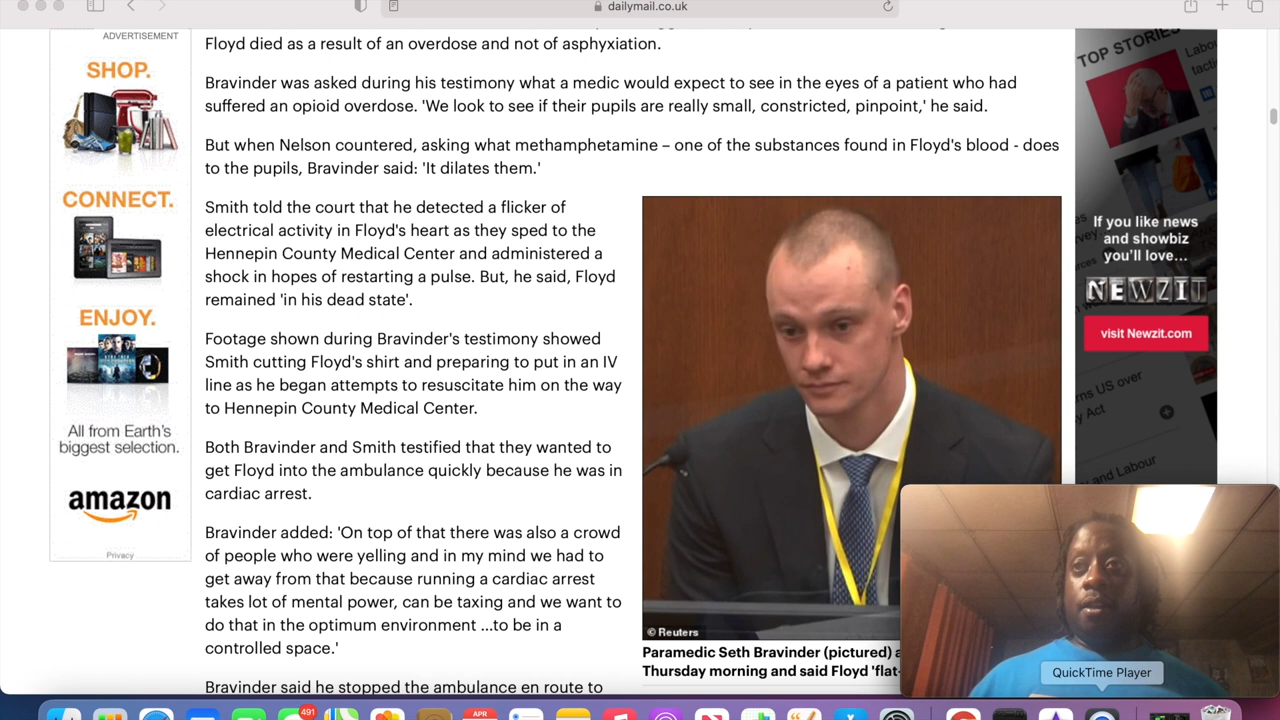 dailymail.co.uk
ADVERTISEMENT
SHOP.
CONNECT.
ENJOY.
All from Earth's
biggest selection.
amazon
Privacy
Floyd died as a result of an overdose and not of asphyxiation.
Bravinder was asked during his testimony what a medic would expect to see in the eyes of a patient who had
suffered an opioid overdose. 'We look to see if their pupils are really small, constricted, pinpoint,' he said.
But when Nelson countered, asking what methamphetamine – one of the substances found in Floyd's blood - does
to the pupils, Bravinder said: 'It dilates them.'
Smith told the court that he detected a flicker of
electrical activity in Floyd's heart as they sped to the
Hennepin County Medical Center and administered a
shock in hopes of restarting a pulse. But, he said, Floyd
remained 'in his dead state'.
Footage shown during Bravinder's testimony showed
Smith cutting Floyd's shirt and preparing to put in an IV
line as he began attempts to resuscitate him on the way
to Hennepin County Medical Center.
Both Bravinder and Smith testified that they wanted to
get Floyd into the ambulance quickly because he was in
cardiac arrest.
Bravinder added: 'On top of that there was also a crowd
of people who were yelling and in my mind we had to
get away from that because running a cardiac arrest
takes lot of mental power, can be taxing and we want to
do that in the optimum environment ...to be in a
controlled space.'
Bravinder said he stopped the ambulance en route to
© Reuters
Paramedic Seth Bravinder (pictured)
Thursday morning and said Floyd 'flat-
TOP STORIES
Labou
tacti
If you like news
and showbiz
you'll love...
NEWZIT
visit Newzit.com
rns US over
y Act
y and Labour
QuickTime Player
491
APR